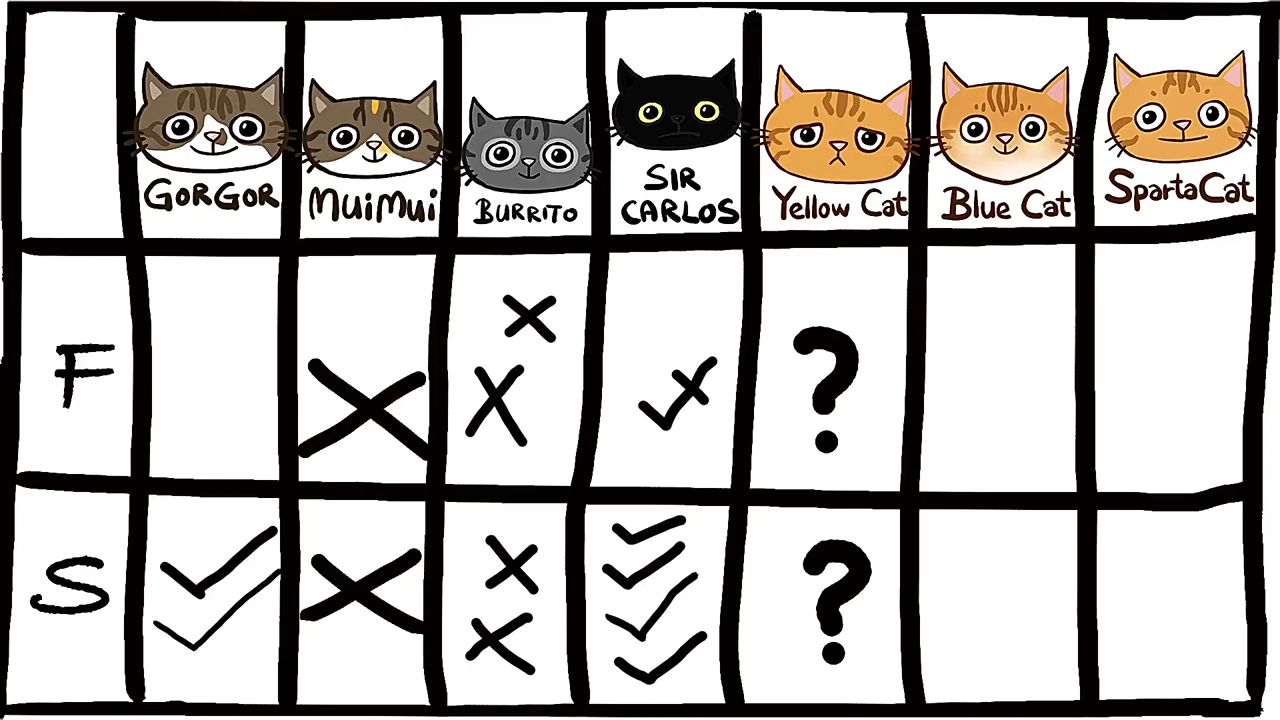 GORGOR
MuiMui
BURRITO
SIR
CARLOS
Yellow Cat
Blue Cat
SpartaCat
F
?
S
?